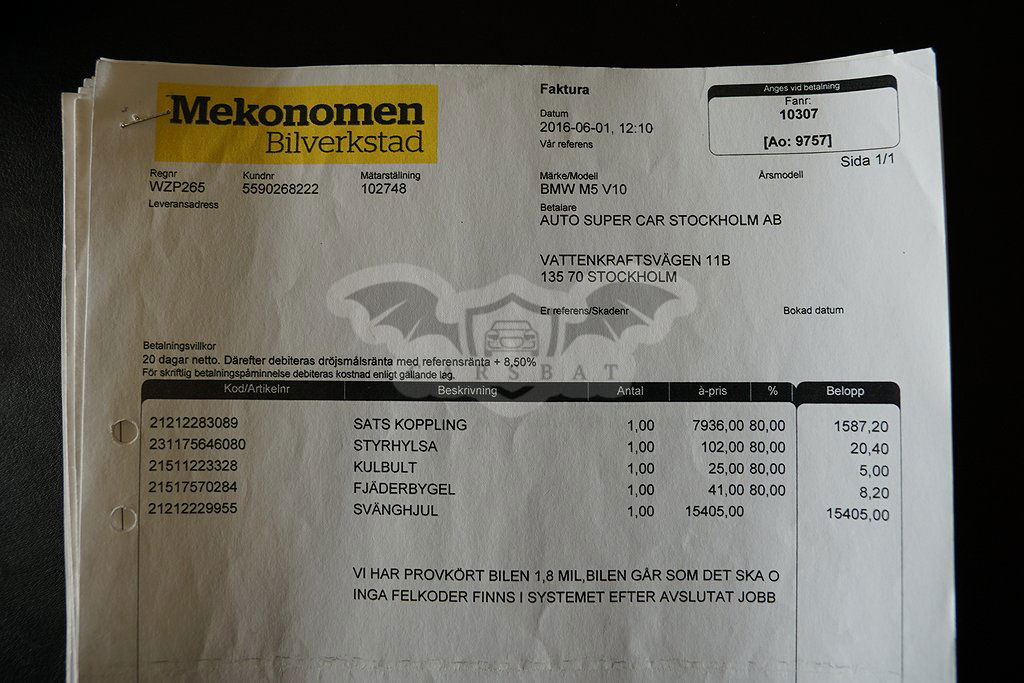 Mekonomen
Bilverkstad
Faktura
Datum
2016-06-01, 12:10
Vår referens
Anges vid betalning
Fanr:
10307
[Ao: 9757]
Sida 1/1
Regnr Kundnr Mätarställning
WZP265 5590268222 102748
Leveransadress
Märke/Modell Årsmodell
BMW M5 V10
Betalare
AUTO SUPER CAR STOCKHOLM AB
VATTENKRAFTSVÄGEN 11B
135 70 STOCKHOLM
Er referens/Skadenr Bokad datum
Betalningsvillkor
20 dagar netto. Därefter debiteras dröjsmålsränta med referensränta + 8,50%
För skriftlig betalningspåminnelse debiteras kostnad enligt gällande lag.
CARSBAT
Kod/Artikelnr Beskrivning Antal à-pris % Belopp
21212283089 SATS KOPPLING 1,00 7936,00 80,00 1587,20
231175646080 STYRHYLSA 1,00 102,00 80,00 20,40
21511223328 KULBULT 1,00 25,00 80,00 5,00
21517570284 FJÄDERBYGEL 1,00 41,00 80,00 8,20
21212229955 SVÄNGHJUL 1,00 15405,00 15405,00
VI HAR PROVKÖRT BILEN 1,8 MIL,BILEN GÅR SOM DET SKA O
INGA FELKODER FINNS I SYSTEMET EFTER AVSLUTAT JOBB